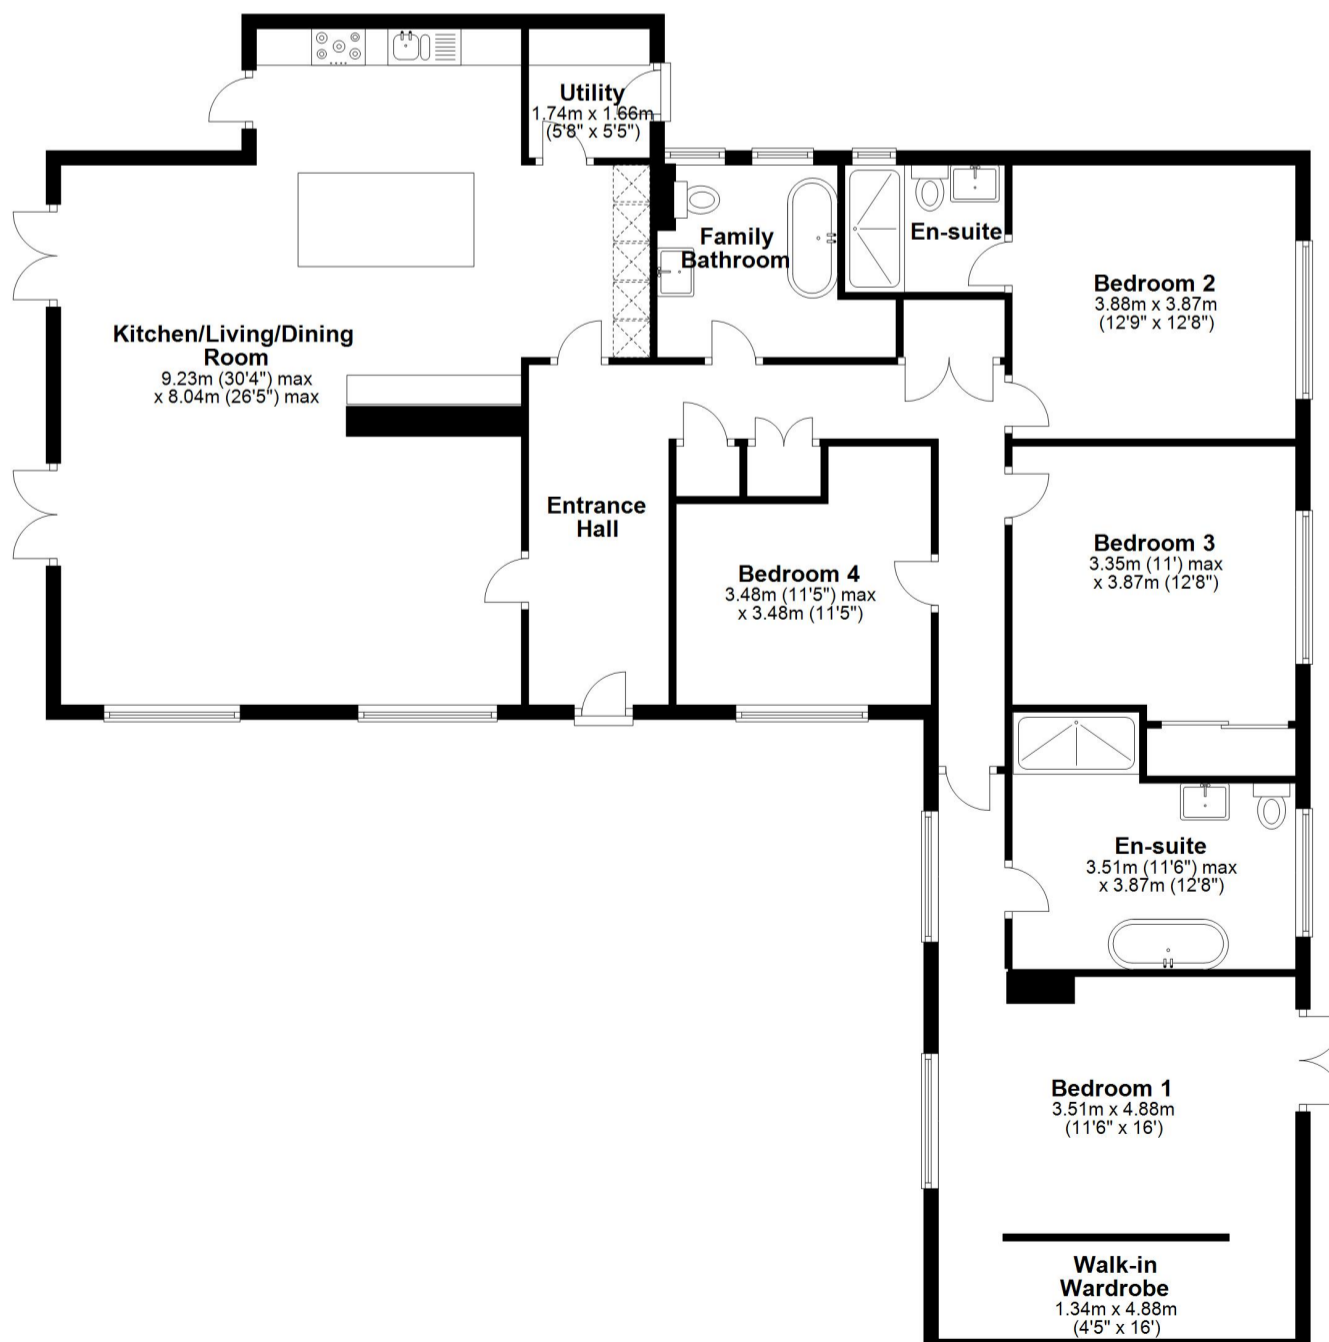 Utility
1.74m x 1.66m
(5'8" x 5'5")
Family
Bathroom
En-suite
Bedroom 2
3.88m x 3.87m
(12'9" x 12'8")
Kitchen/Living/Dining
Room
9.23m (30'4") max
x 8.04m (26'5") max
Entrance
Hall
Bedroom 4
3.48m (11'5") max
x 3.48m (11'5")
Bedroom 3
3.35m (11') max
x 3.87m (12'8")
En-suite
3.51m (11'6") max
x 3.87m (12'8")
Bedroom 1
3.51m x 4.88m
(11'6" x 16')
Walk-in
Wardrobe
1.34m x 4.88m
(4'5" x 16')